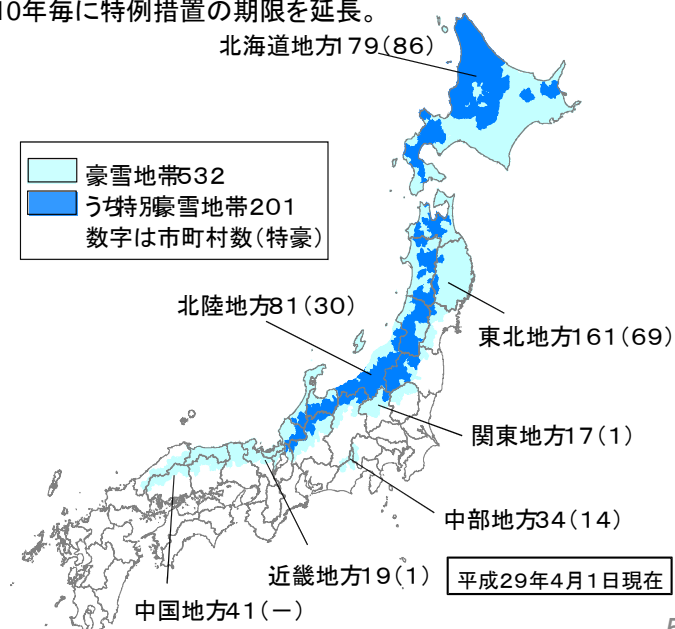 10年毎に特例措置の期限を延長。
北海道地方179(86)
豪雪地帯532
うち特別豪雪地帯201
数字は市町村数(特豪)
北陸地方81(30)
東北地方161(69)
関東地方17(1)
中部地方34(14)
近畿地方19(1)
平成29年4月1日現在
中国地方41(－)